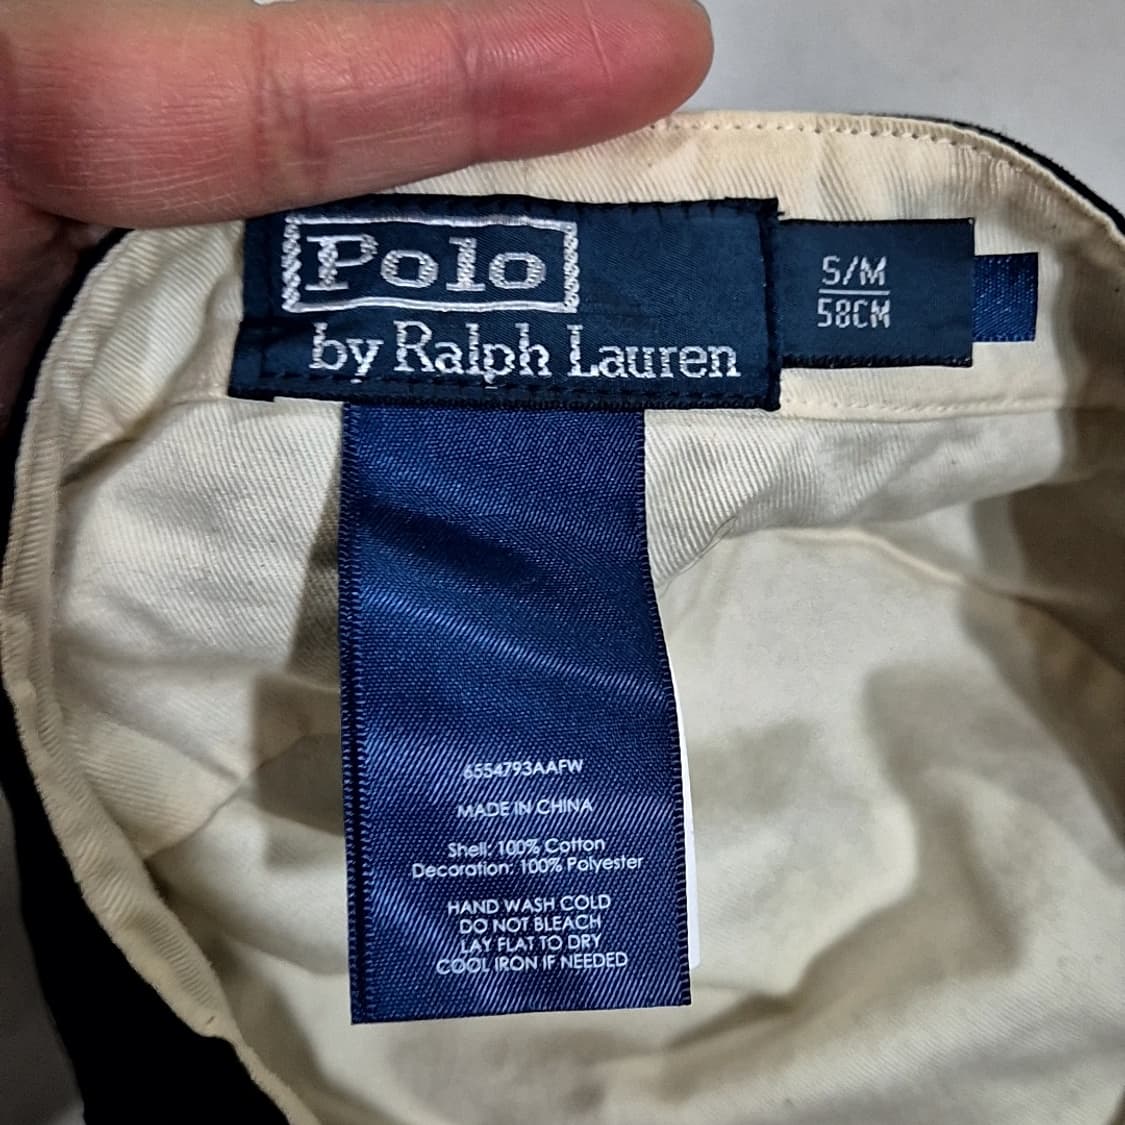 Polo
by Ralph Lauren
S/M
58CM
6554793AAFW
MADE IN CHINA
Shell: 100% Cotton
Decoration: 100% Polyester
HAND WASH COLD
DO NOT BLEACH
LAY FLAT TO DRY
COOL IRON IF NEEDED